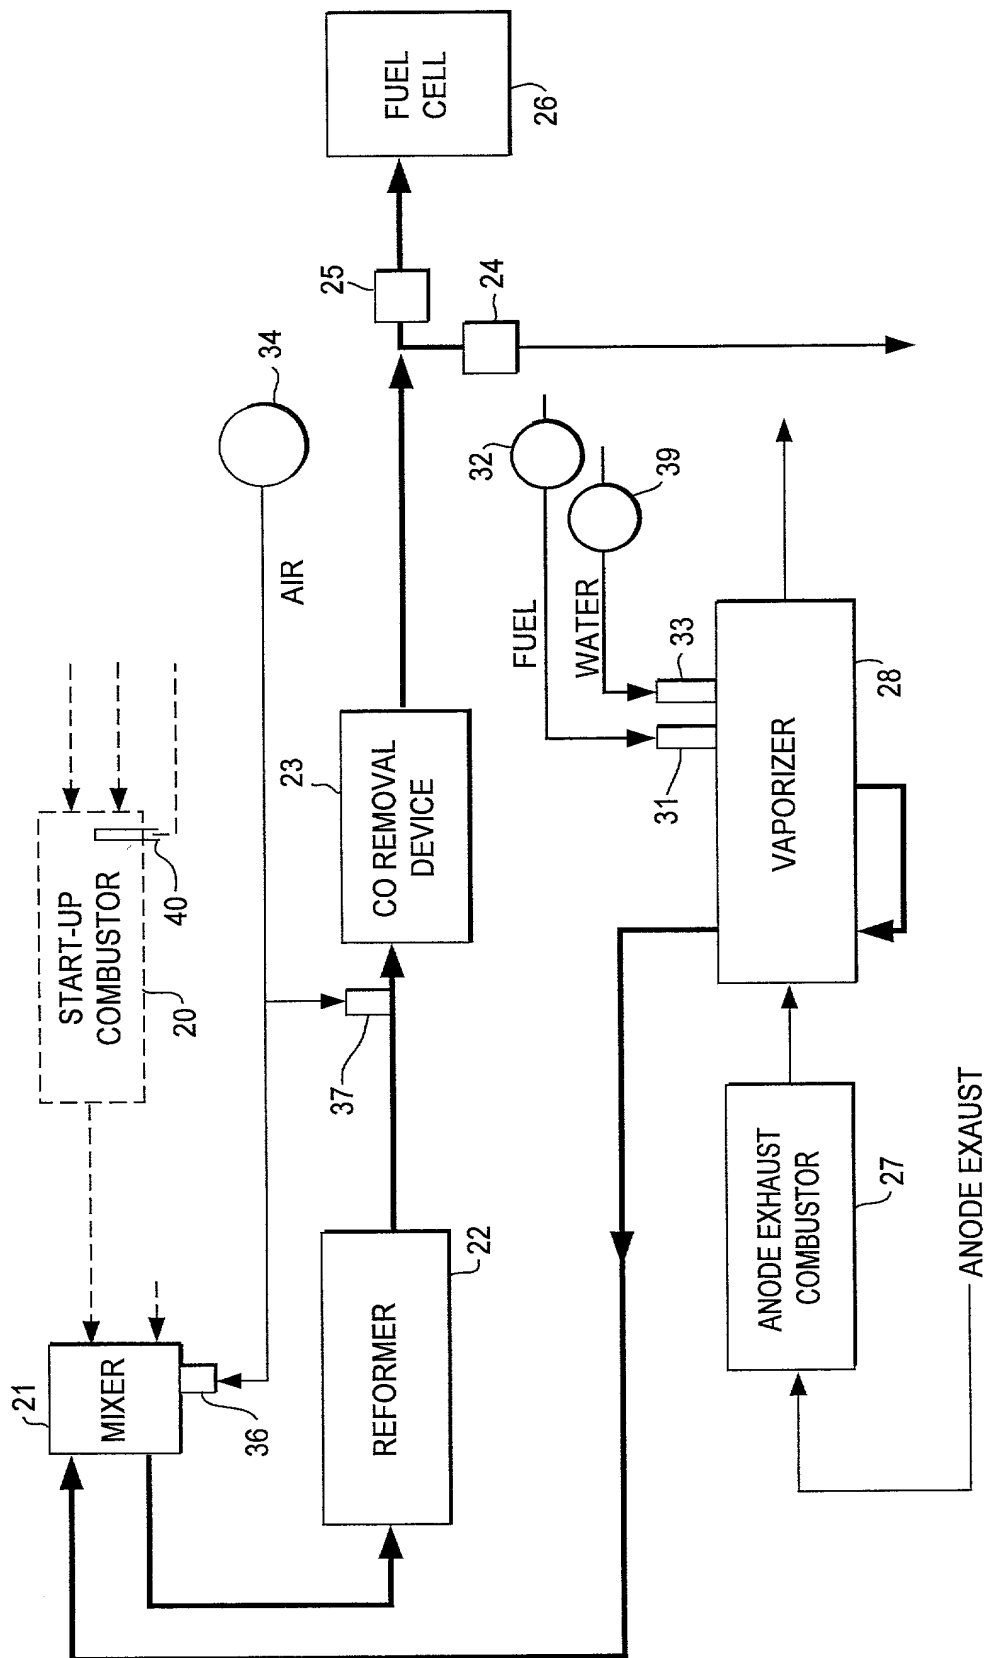 START-UP
COMBUSTOR
20
40
MIXER
21
36
34
AIR
37
REFORMER
22
CO REMOVAL
DEVICE
23
25
24
FUEL
CELL
26
32
39
FUEL
WATER
31
33
VAPORIZER
28
ANODE EXHAUST
COMBUSTOR
27
ANODE EXAUST